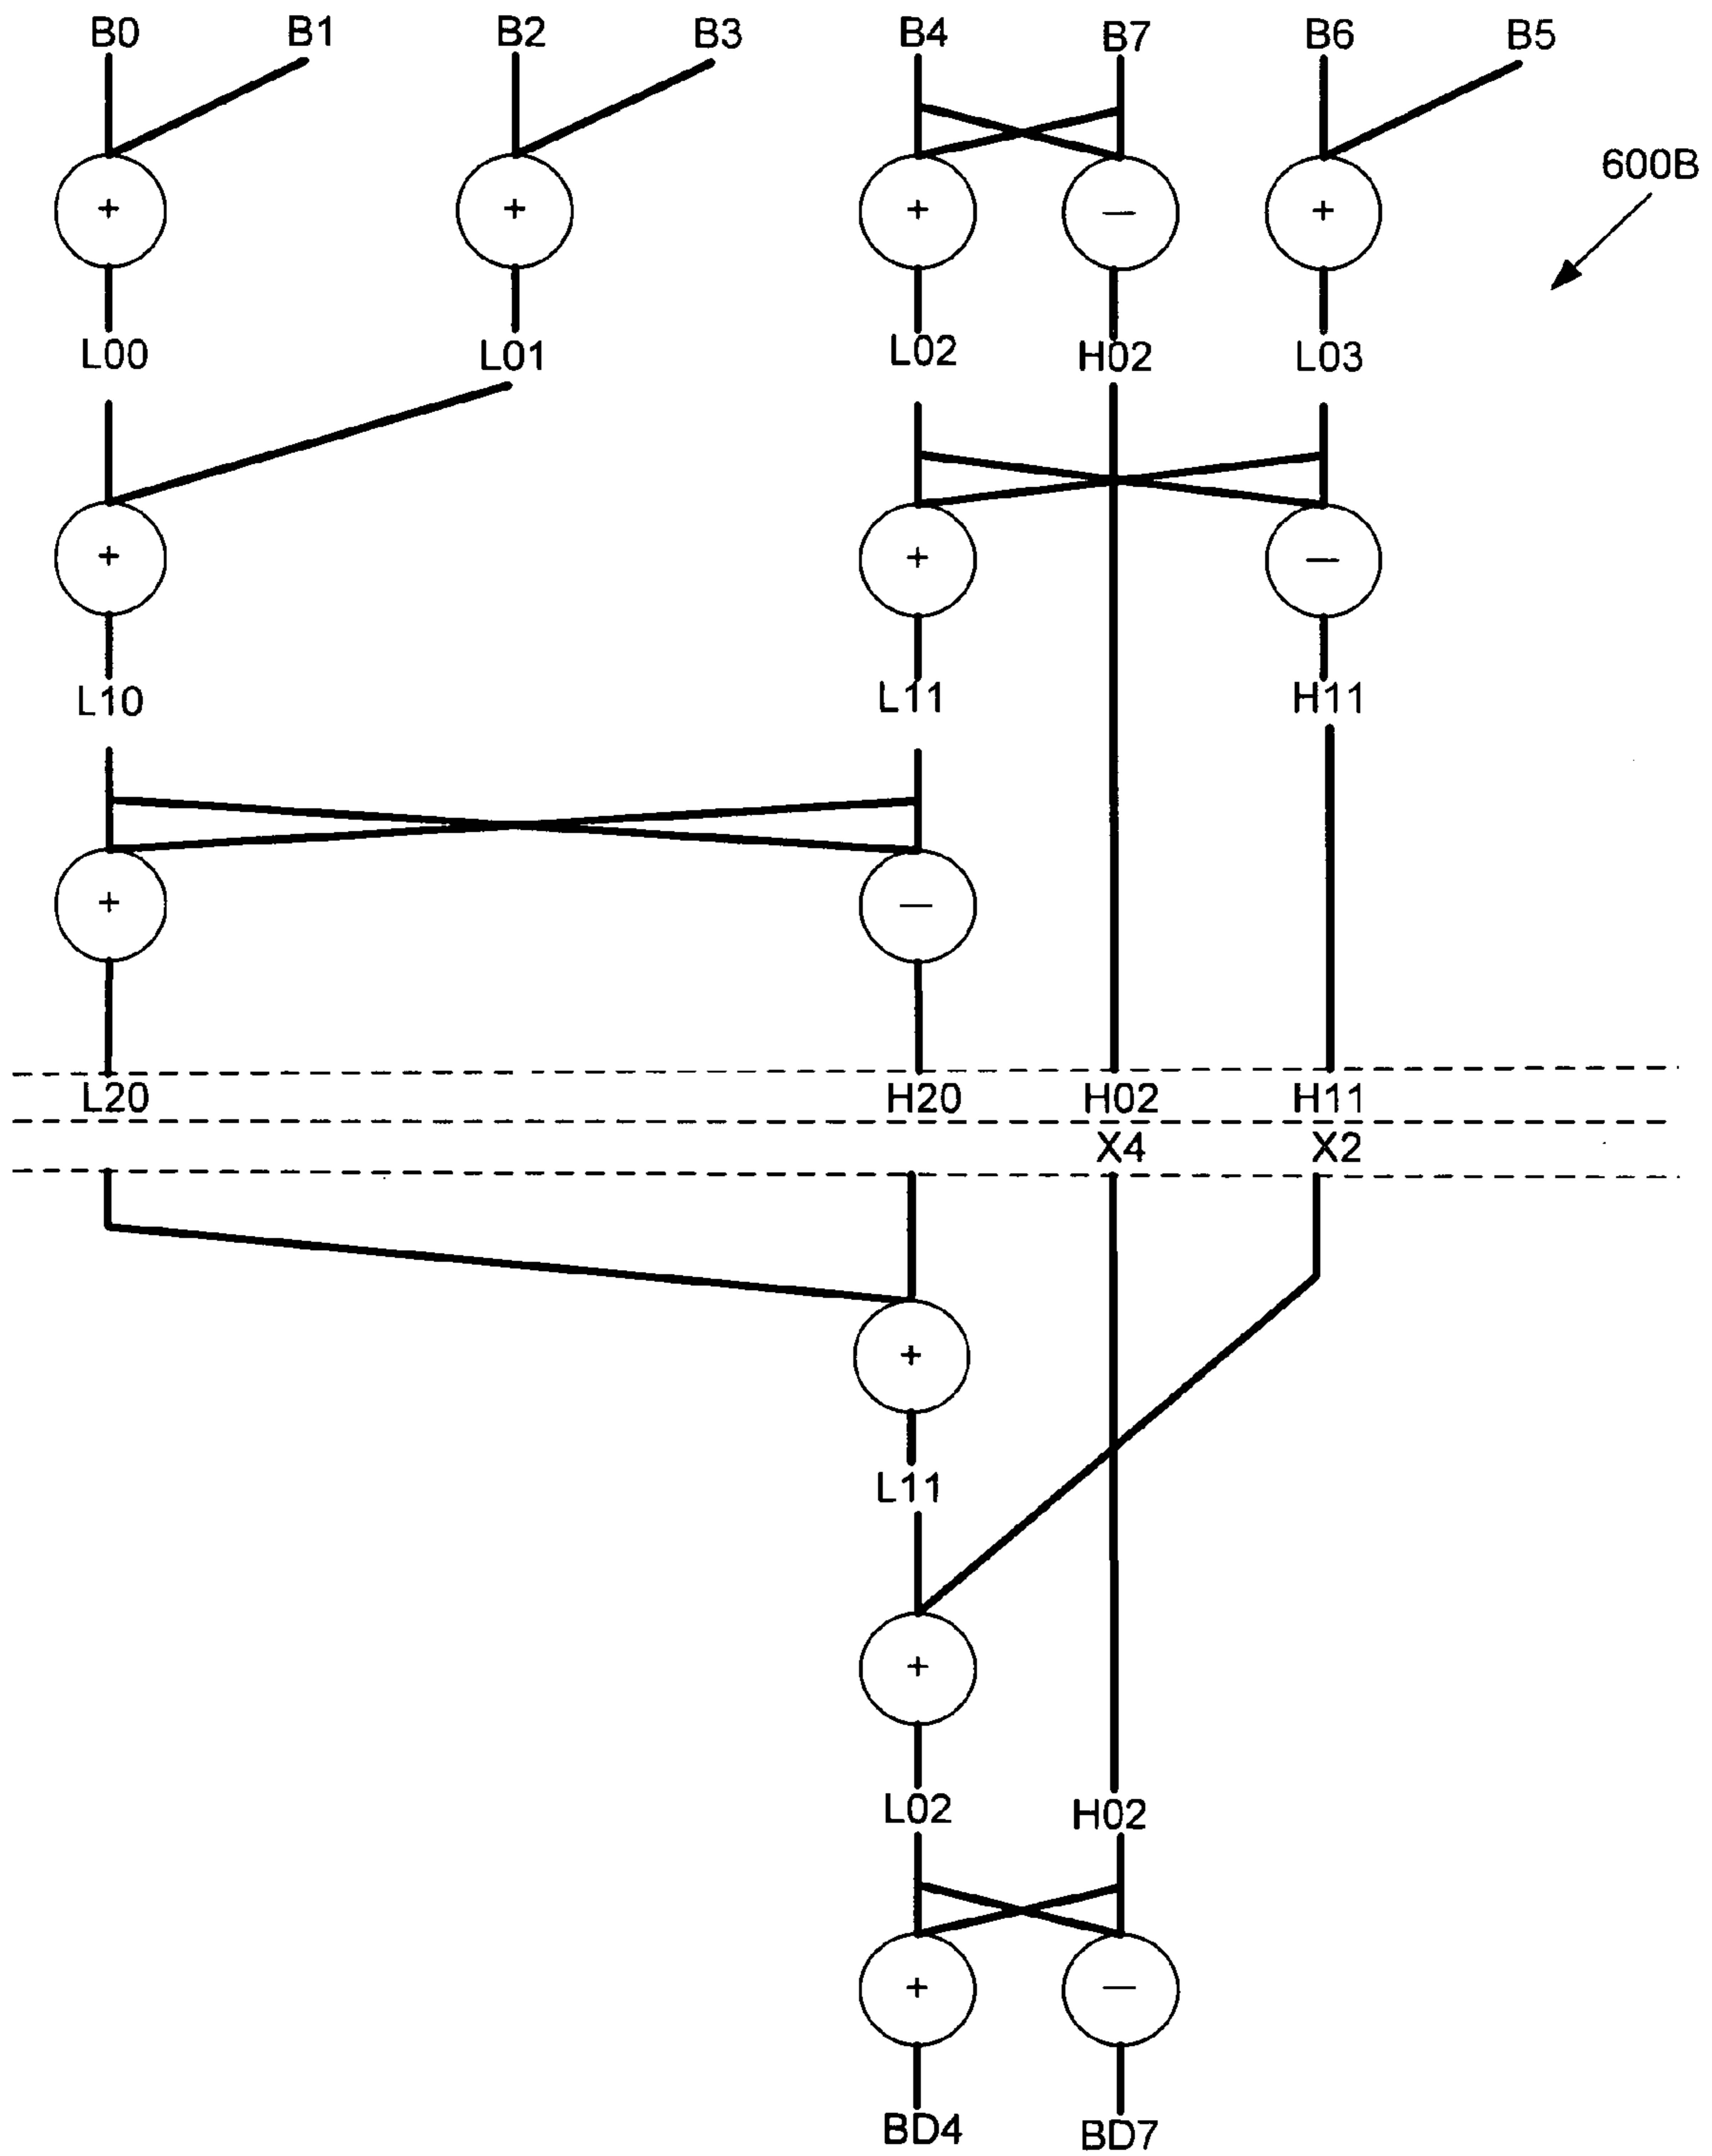 B0 B1 B2 B3 B4 B7 B6 B5
600B
+ + + — +
L00 L01 L02 H02 L03
+ + —
L10 L11 H11
+ —
L20 H20 H02 H11
X4 X2
+
L11
+
L02 H02
+ —
BD4 BD7